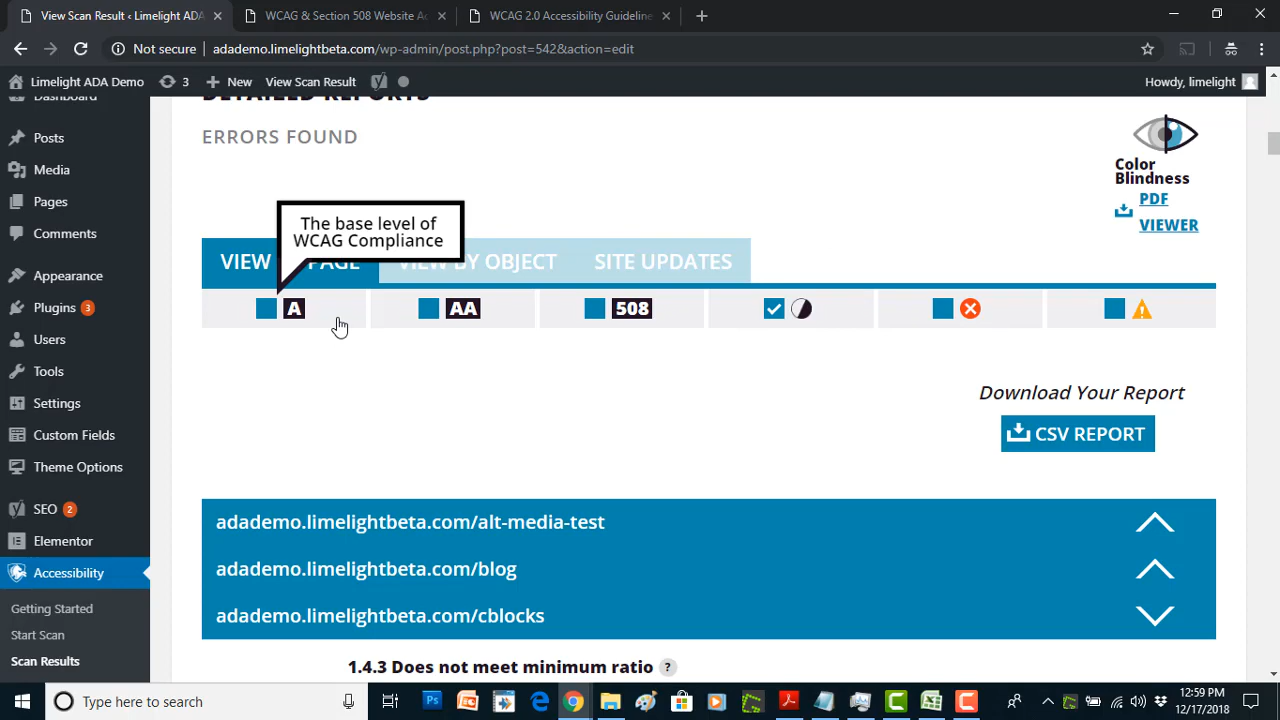 View Scan Result ‹ Limelight ADA
WCAG & Section 508 Website Ac
WCAG 2.0 Accessibility Guideline
Not secure | adademo.limelightbeta.com/wp-admin/post.php?post=542&action=edit
Limelight ADA Demo 3 New View Scan Result Howdy, limelight
Dashboard
Posts
Media
Pages
Comments
Appearance
Plugins 3
Users
Tools
Settings
Custom Fields
Theme Options
SEO 2
Elementor
Accessibility
Getting Started
Start Scan
Scan Results
DETAILED REPORTS
ERRORS FOUND
Color
Blindness
PDF
VIEWER
The base level of
WCAG Compliance
VIEW PAGE VIEW BY OBJECT SITE UPDATES
A AA 508
Download Your Report
CSV REPORT
adademo.limelightbeta.com/alt-media-test
adademo.limelightbeta.com/blog
adademo.limelightbeta.com/cblocks
1.4.3 Does not meet minimum ratio ?
Type here to search
12:59 PM
12/17/2018